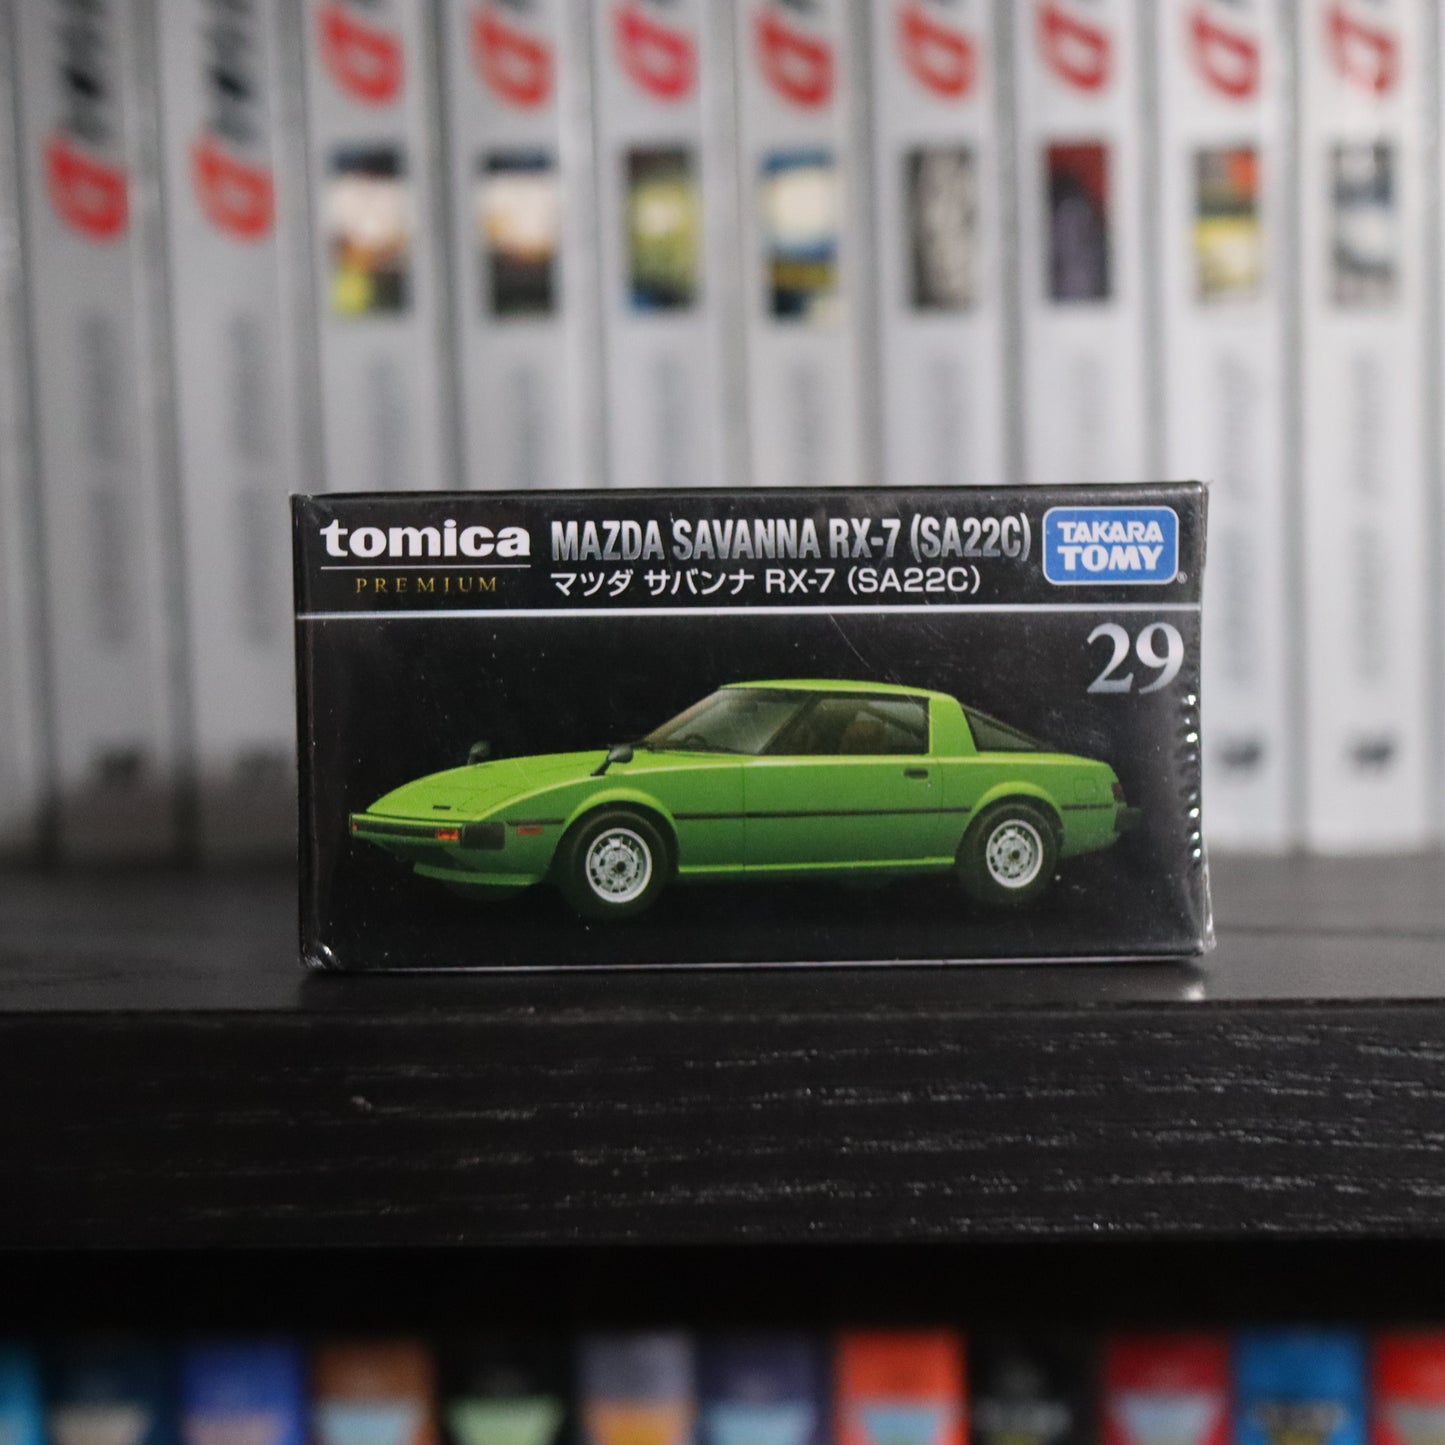 tomica
PREMIUM
MAZDA SAVANNA RX-7 (SA22C)
マツダ サバンナ RX-7 (SA22C)
TAKARA
TOMY
®
29